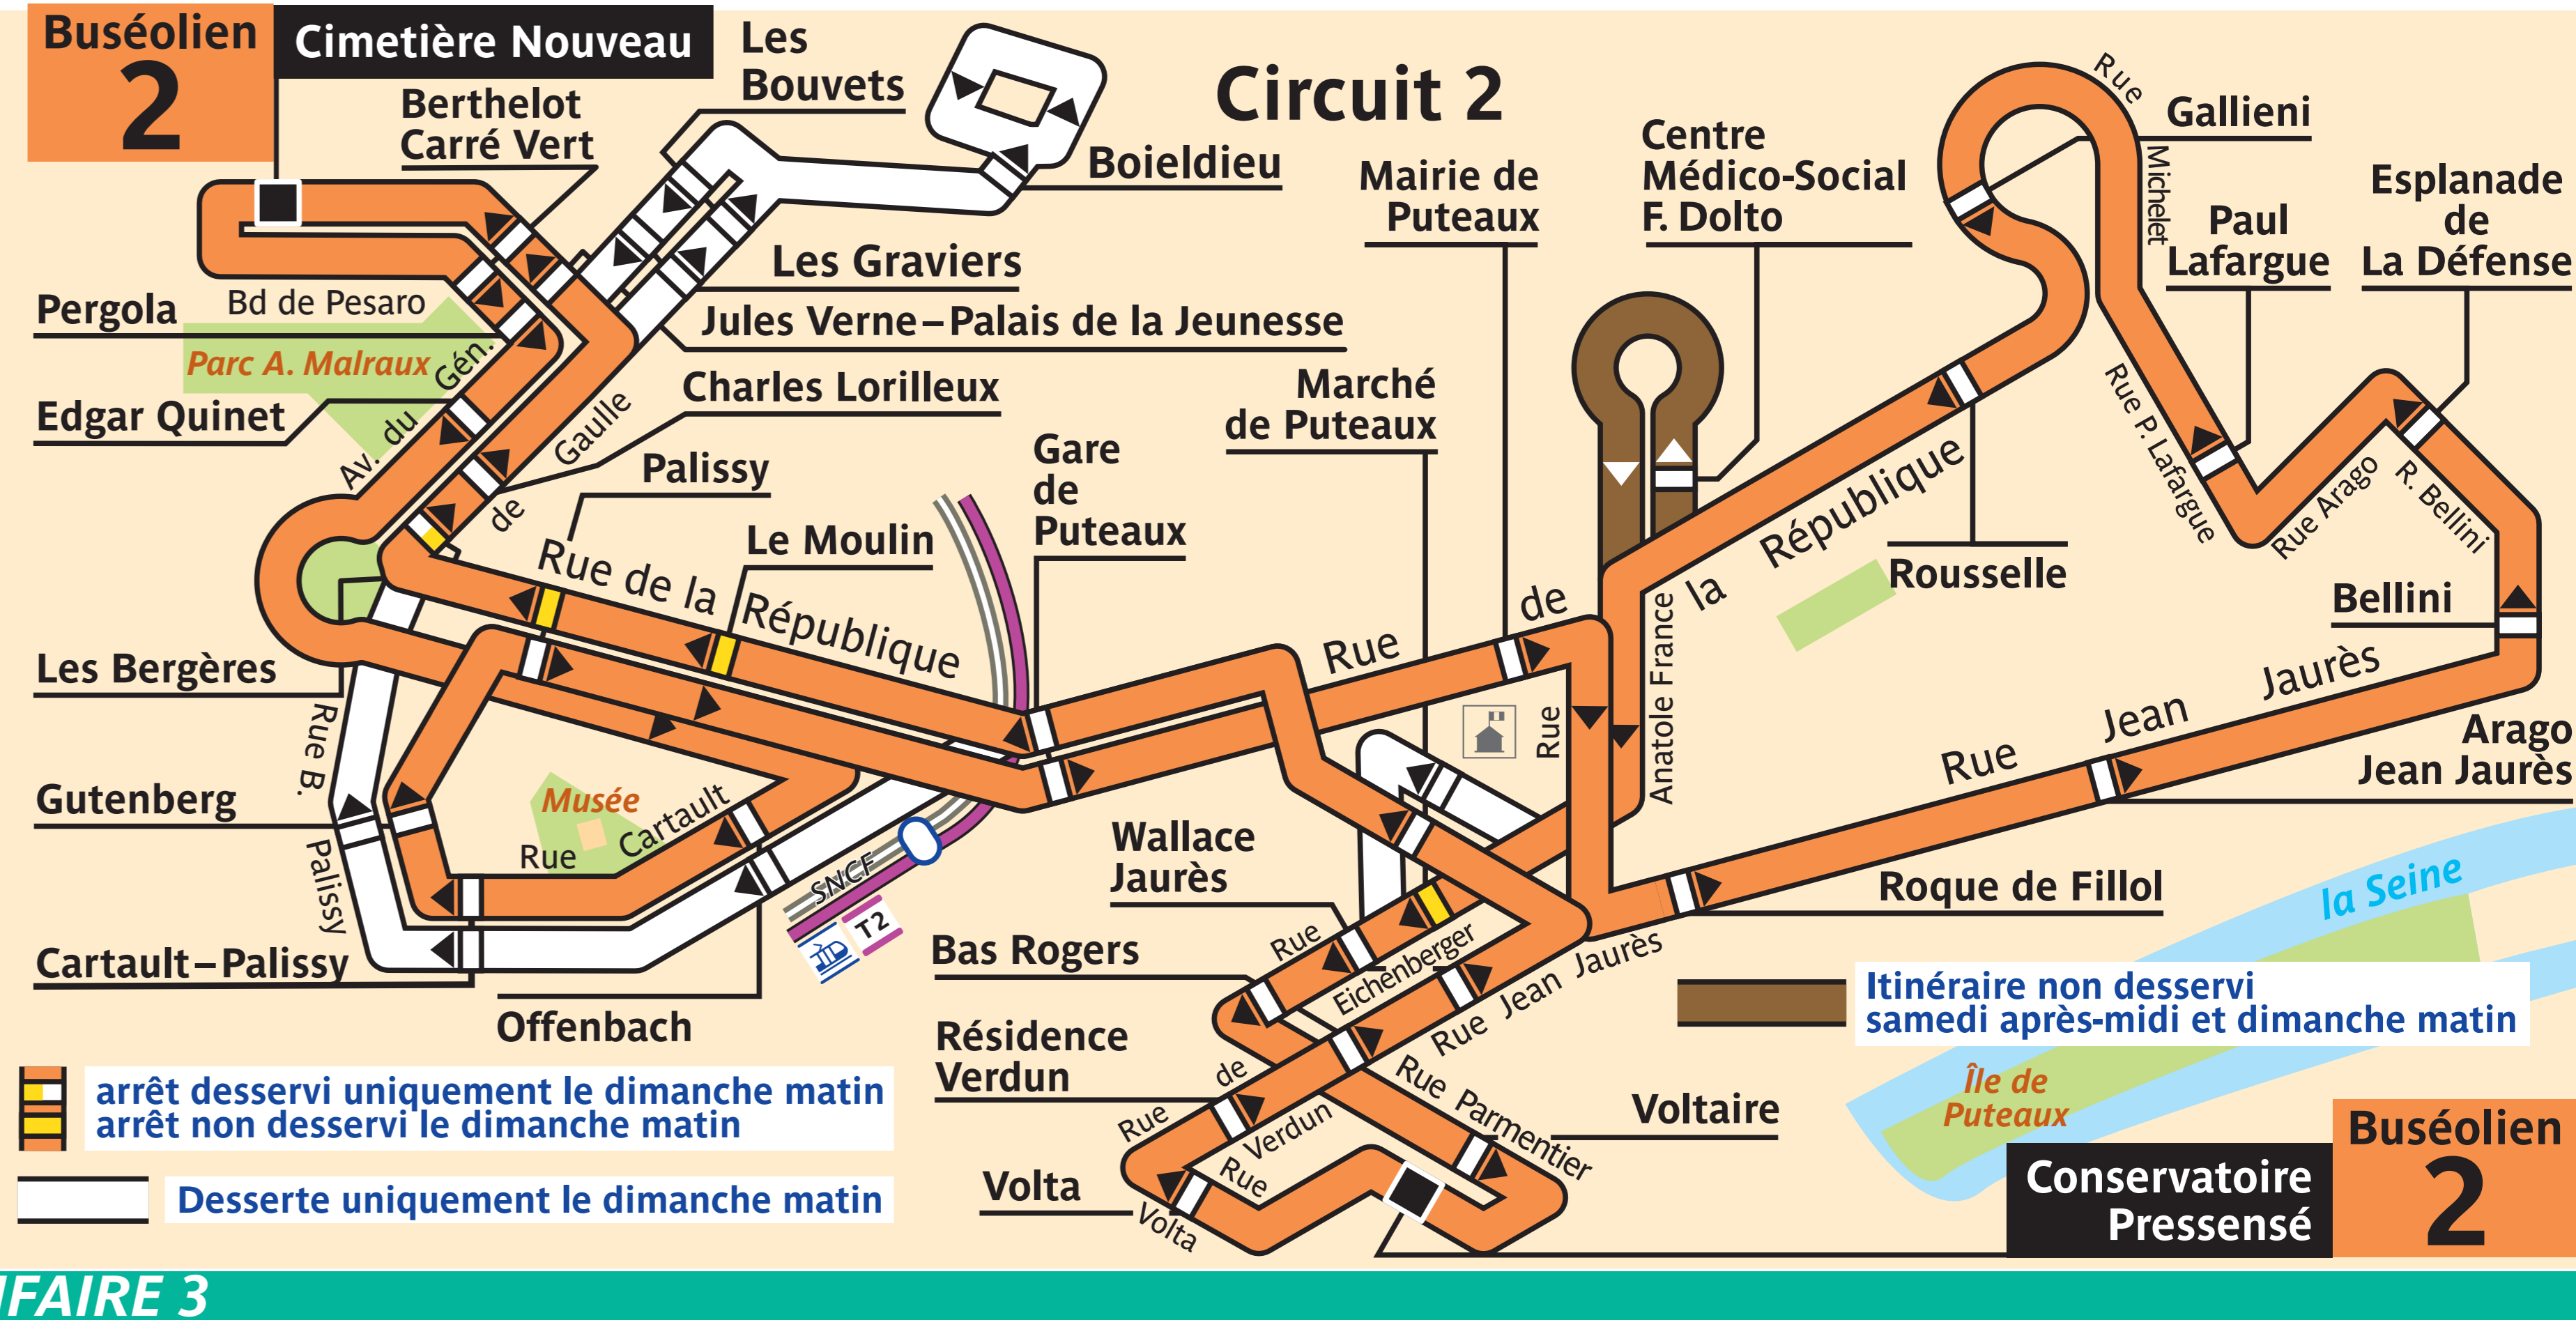 Buséolien
2
Cimetière Nouveau
Les
Bouvets
Berthelot
Carré Vert
Circuit 2
Boieldieu
Mairie de
Puteaux
Centre
Médico-Social
F. Dolto
Rue
Michelet
Gallieni
Paul
Lafargue
Esplanade
de
La Défense
Les Graviers
Jules Verne – Palais de la Jeunesse
Pergola
Bd de Pesaro
Parc A. Malraux
Edgar Quinet
Av. du Gén.
de Gaulle
Charles Lorilleux
Palissy
Le Moulin
Gare
de
Puteaux
Marché
de Puteaux
Rue de la République
Rue de la République
Rousselle
Rue P. Lafargue
Rue Arago
R. Bellini
Bellini
Rue Jean Jaurès
Arago
Jean Jaurès
Les Bergères
Rue B. Palissy
Gutenberg
Musée
Rue Cartault
Cartault – Palissy
Offenbach
SNCF
T2
Rue Anatole France
Wallace
Jaurès
Bas Rogers
Rue Eichenberger
Rue Jean Jaurès
Roque de Fillol
la Seine
Résidence
Verdun
Rue de Verdun
Rue Parmentier
Voltaire
Volta
Rue Volta
Itinéraire non desservi
samedi après-midi et dimanche matin
Île de
Puteaux
arrêt desservi uniquement le dimanche matin
arrêt non desservi le dimanche matin
Desserte uniquement le dimanche matin
Conservatoire
Pressensé
Buséolien
2
FAIRE 3